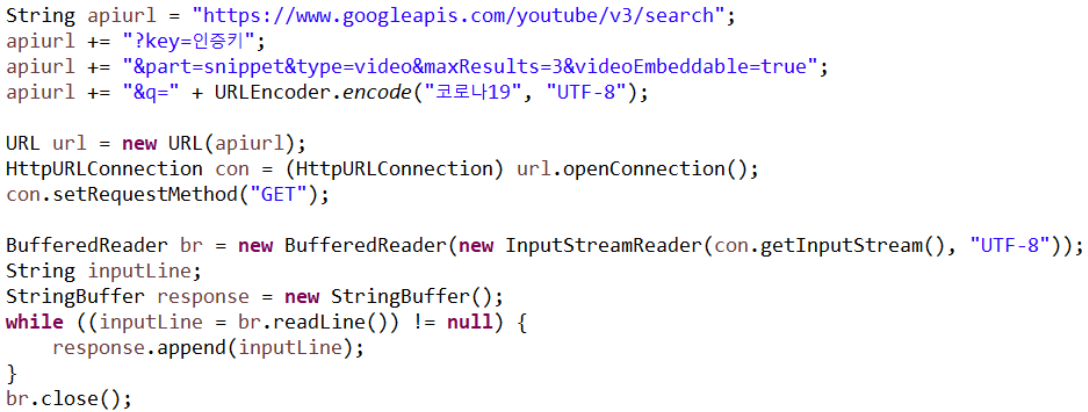 String apiurl = "https://www.googleapis.com/youtube/v3/search";
apiurl += "?key=인증키";
apiurl += "&part=snippet&type=video&maxResults=3&videoEmbeddable=true";
apiurl += "&q=" + URLEncoder.encode("코로나19", "UTF-8");

URL url = new URL(apiurl);
HttpURLConnection con = (HttpURLConnection) url.openConnection();
con.setRequestMethod("GET");

BufferedReader br = new BufferedReader(new InputStreamReader(con.getInputStream(), "UTF-8"));
String inputLine;
StringBuffer response = new StringBuffer();
while ((inputLine = br.readLine()) != null) {
    response.append(inputLine);
}
br.close();